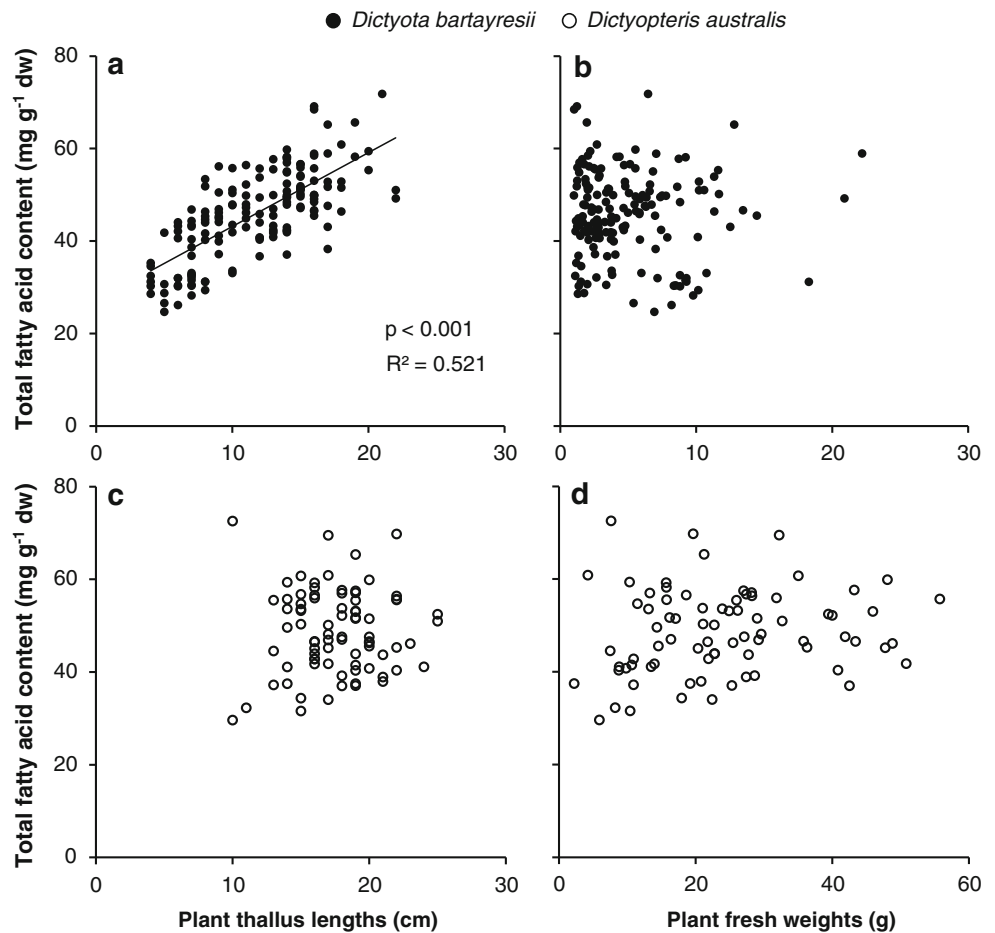 ● Dictyota bartayresii ○ Dictyopteris australis
a
b
80
60
40
20
0
Total fatty acid content (mg g⁻¹ dw)
p < 0.001
R² = 0.521
0 10 20 30
0 10 20 30
c
d
80
60
40
20
0
Total fatty acid content (mg g⁻¹ dw)
0 10 20 30
0 20 40 60
Plant thallus lengths (cm)
Plant fresh weights (g)